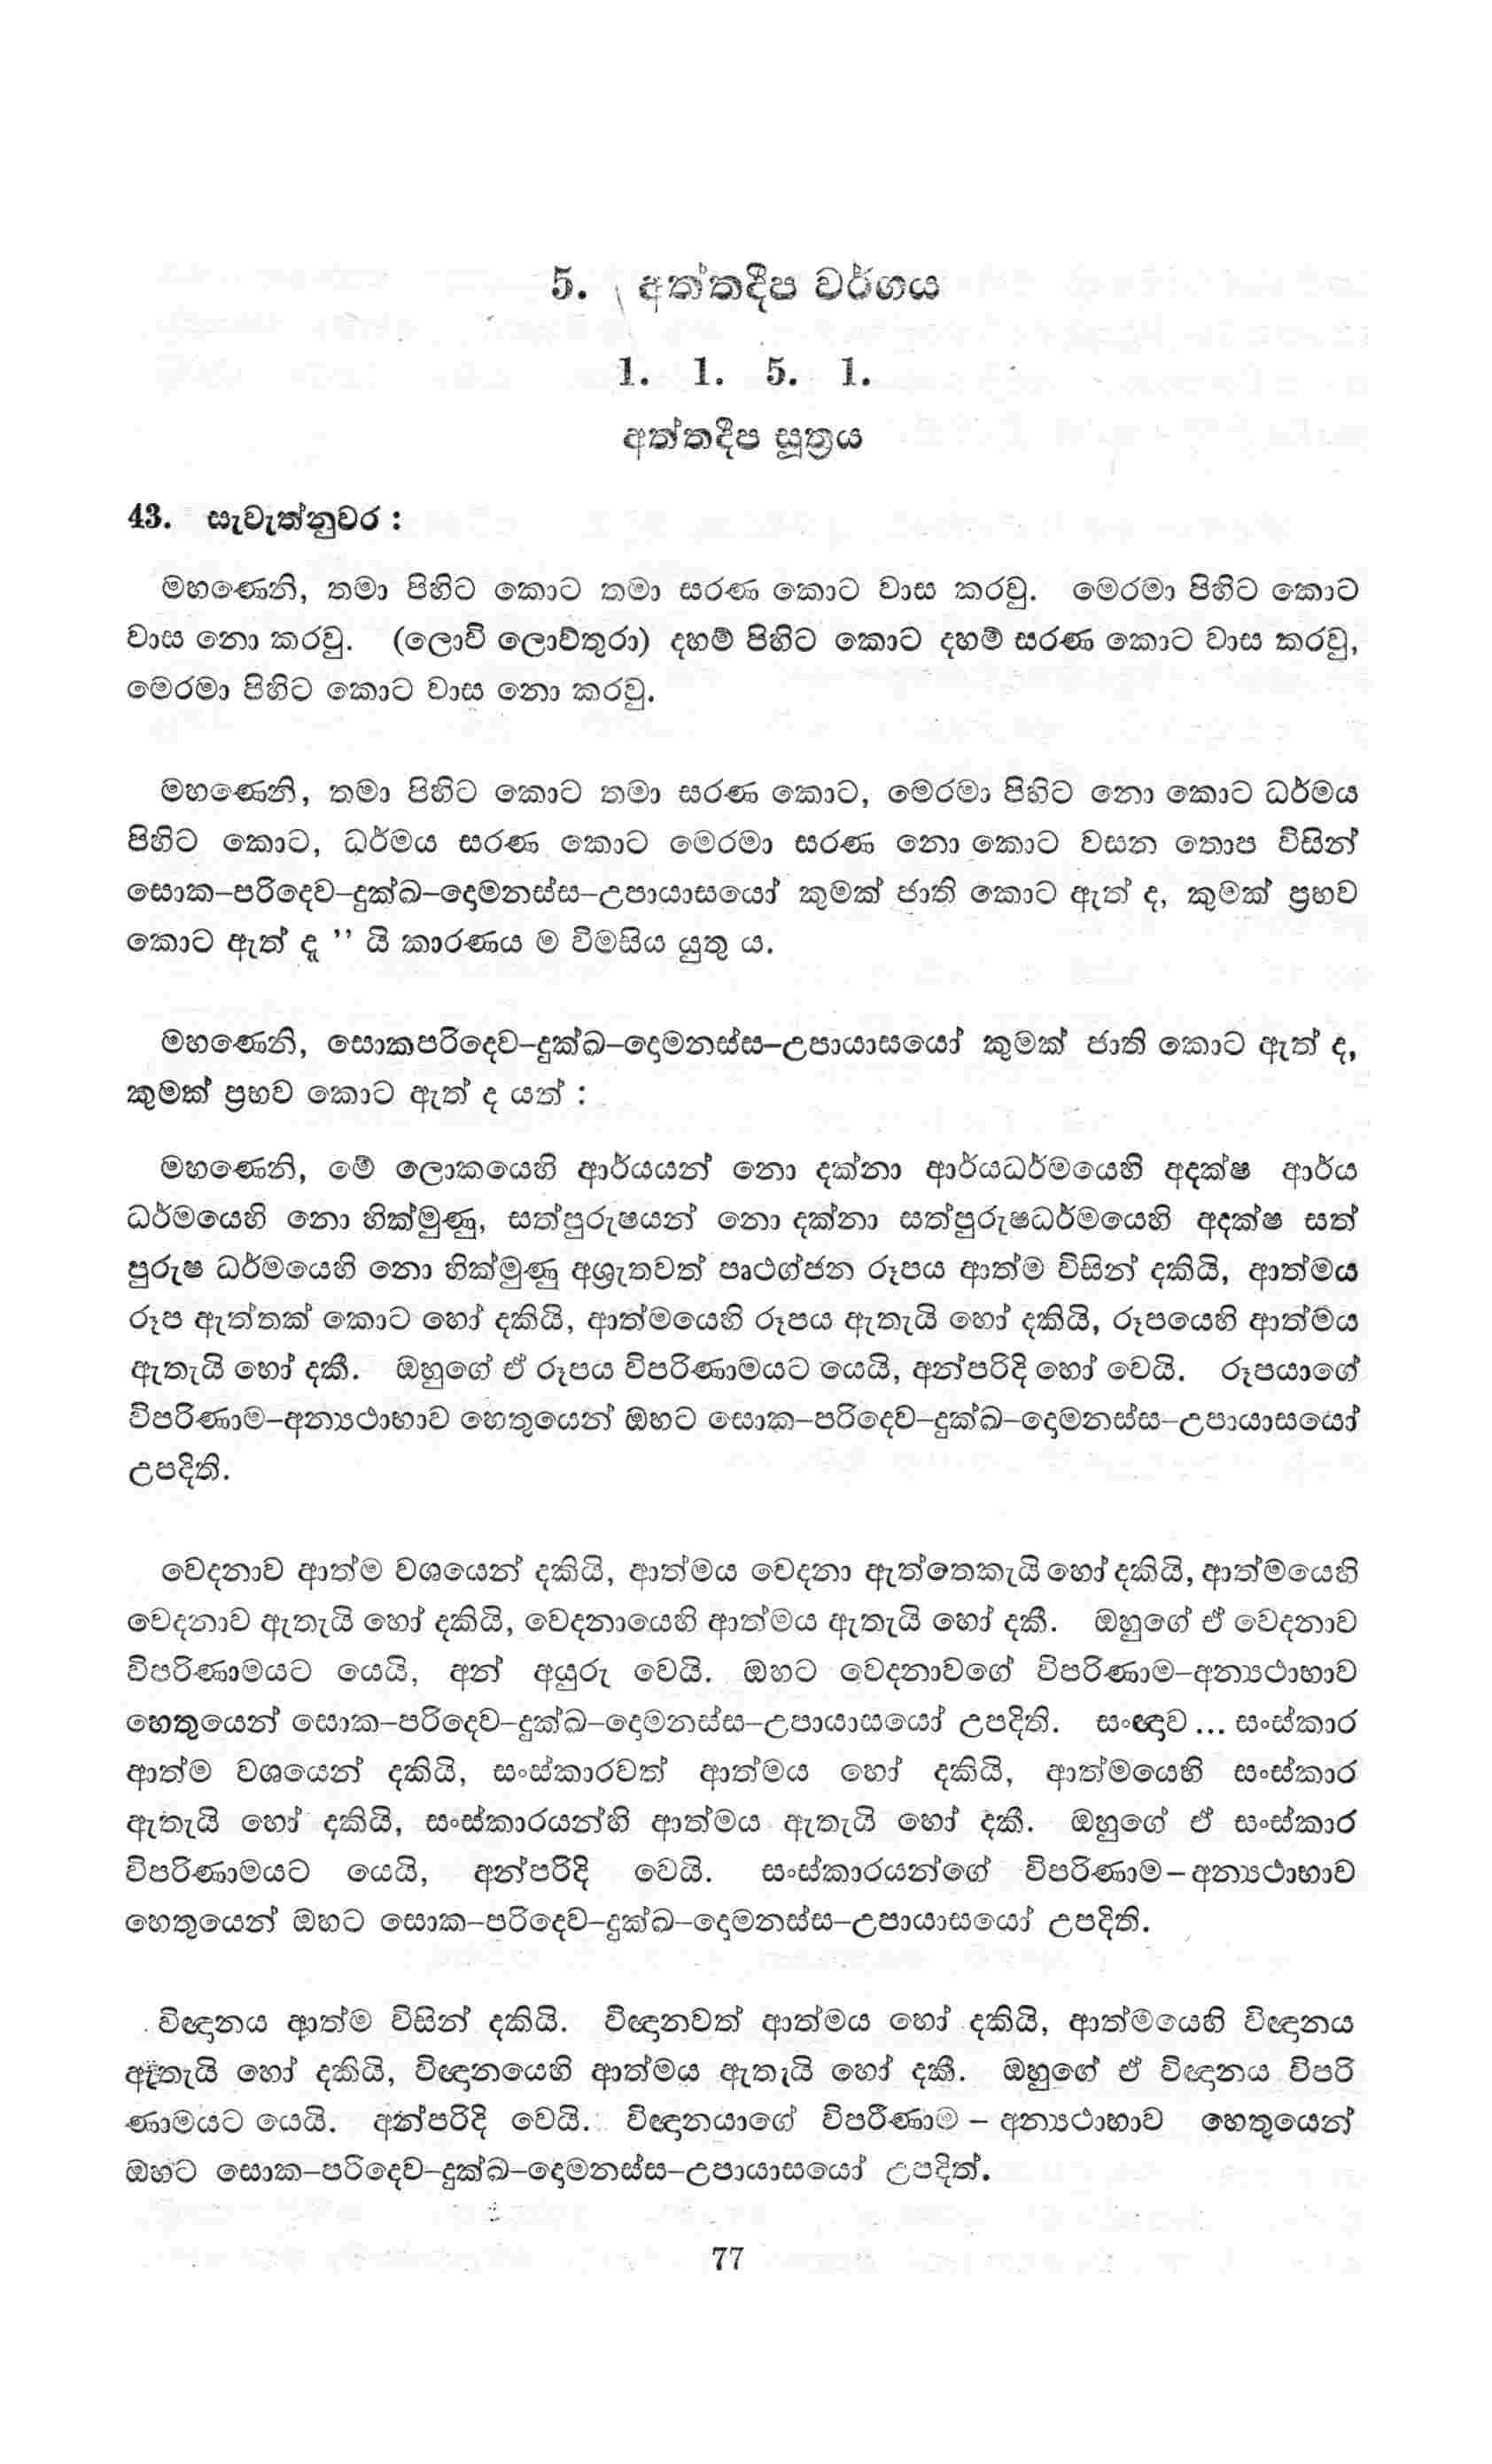 5. අත්තදීප වර්ගය
1. 1. 5. 1.
අත්තදීප සූත්‍රය
43. සැවැත්නුවර :
මහණෙනි, තමා පිහිට කොට තමා සරණ කොට වාස කරවු. මෙරමා පිහිට කොට
වාස නො කරවු. (ලොවි ලොව්තුරා) දහම් පිහිට කොට දහම් සරණ කොට වාස කරවු,
මෙරමා පිහිට කොට වාස නො කරවු.
මහණෙනි, තමා පිහිට කොට තමා සරණ කොට, මෙරමා පිහිට නො කොට ධර්මය
පිහිට කොට, ධර්මය සරණ කොට මෙරමා සරණ නො කොට වසන තොප විසින්
සොක–පරිදෙව–දුක්ඛ–දොමනස්ස–උපායාසයෝ කුමක් ජාති කොට ඇත් ද, කුමක් ප්‍රභව
කොට ඇත් දැ ’’ යි කාරණය ම විමසිය යුතු ය.
මහණෙනි, සොකපරිදෙව–දුක්ඛ–දොමනස්ස–උපායාසයෝ කුමක් ජාති කොට ඇත් ද,
කුමක් ප්‍රභව කොට ඇත් ද යත් :
මහණෙනි, මේ ලොකයෙහි ආර්යයන් නො දක්නා ආර්යධර්මයෙහි අදක්ෂ ආර්ය
ධර්මයෙහි නො හික්මුණු, සත්පුරුෂයන් නො දක්නා සත්පුරුෂධර්මයෙහි අදක්ෂ සත්
පුරුෂ ධර්මයෙහි නො හික්මුණු අශ්‍රැතවත් පෘථග්ජන රූපය ආත්ම විසින් දකියි, ආත්මය
රූප ඇත්තක් කොට හෝ දකියි, ආත්මයෙහි රූපය ඇතැයි හෝ දකියි, රූපයෙහි ආත්මය
ඇතැයි හෝ දකී. ඔහුගේ ඒ රූපය විපරිණාමයට යෙයි, අන්පරිදි හෝ වෙයි. රූපයාගේ
විපරිණාම–අන්‍යථාභාව හෙතුයෙන් ඔහට සොක–පරිදෙව–දුක්ඛ–දොමනස්ස–උපායාසයෝ
උපදිති.
වෙදනාව ආත්ම වශයෙන් දකියි, ආත්මය වෙදනා ඇත්තෙකැයි හෝ දකියි, ආත්මයෙහි
වෙදනාව ඇතැයි හෝ දකියි, වෙදනායෙහි ආත්මය ඇතැයි හෝ දකී. ඔහුගේ ඒ වෙදනාව
විපරිණාමයට යෙයි, අන් අයුරු වෙයි. ඔහට වෙදනාවගේ විපරිණාම–අන්‍යථාභාව
හෙතුයෙන් සොක–පරිදෙව–දුක්ඛ–දොමනස්ස–උපායාසයෝ උපදිති. සංඥාව ... සංස්කාර
ආත්ම වශයෙන් දකියි, සංස්කාරවත් ආත්මය හෝ දකියි, ආත්මයෙහි සංස්කාර
ඇතැයි හෝ දකියි, සංස්කාරයන්හි ආත්මය ඇතැයි හෝ දකී. ඔහුගේ ඒ සංස්කාර
විපරිණාමයට යෙයි, අන්පරිදි වෙයි. සංස්කාරයන්ගේ විපරිණාම–අන්‍යථාභාව
හෙතුයෙන් ඔහට සොක–පරිදෙව–දුක්ඛ–දොමනස්ස–උපායාසයෝ උපදිති.
විඥානය ආත්ම විසින් දකියි. විඥානවත් ආත්මය හෝ දකියි, ආත්මයෙහි විඥානය
ඇතැයි හෝ දකියි, විඥානයෙහි ආත්මය ඇතැයි හෝ දකී. ඔහුගේ ඒ විඥානය විපරි
ණාමයට යෙයි. අන්පරිදි වෙයි. විඥානයාගේ විපරිණාම – අන්‍යථාභාව හෙතුයෙන්
ඔහට සොක–පරිදෙව–දුක්ඛ–දොමනස්ස–උපායාසයෝ උපදිත්.
77